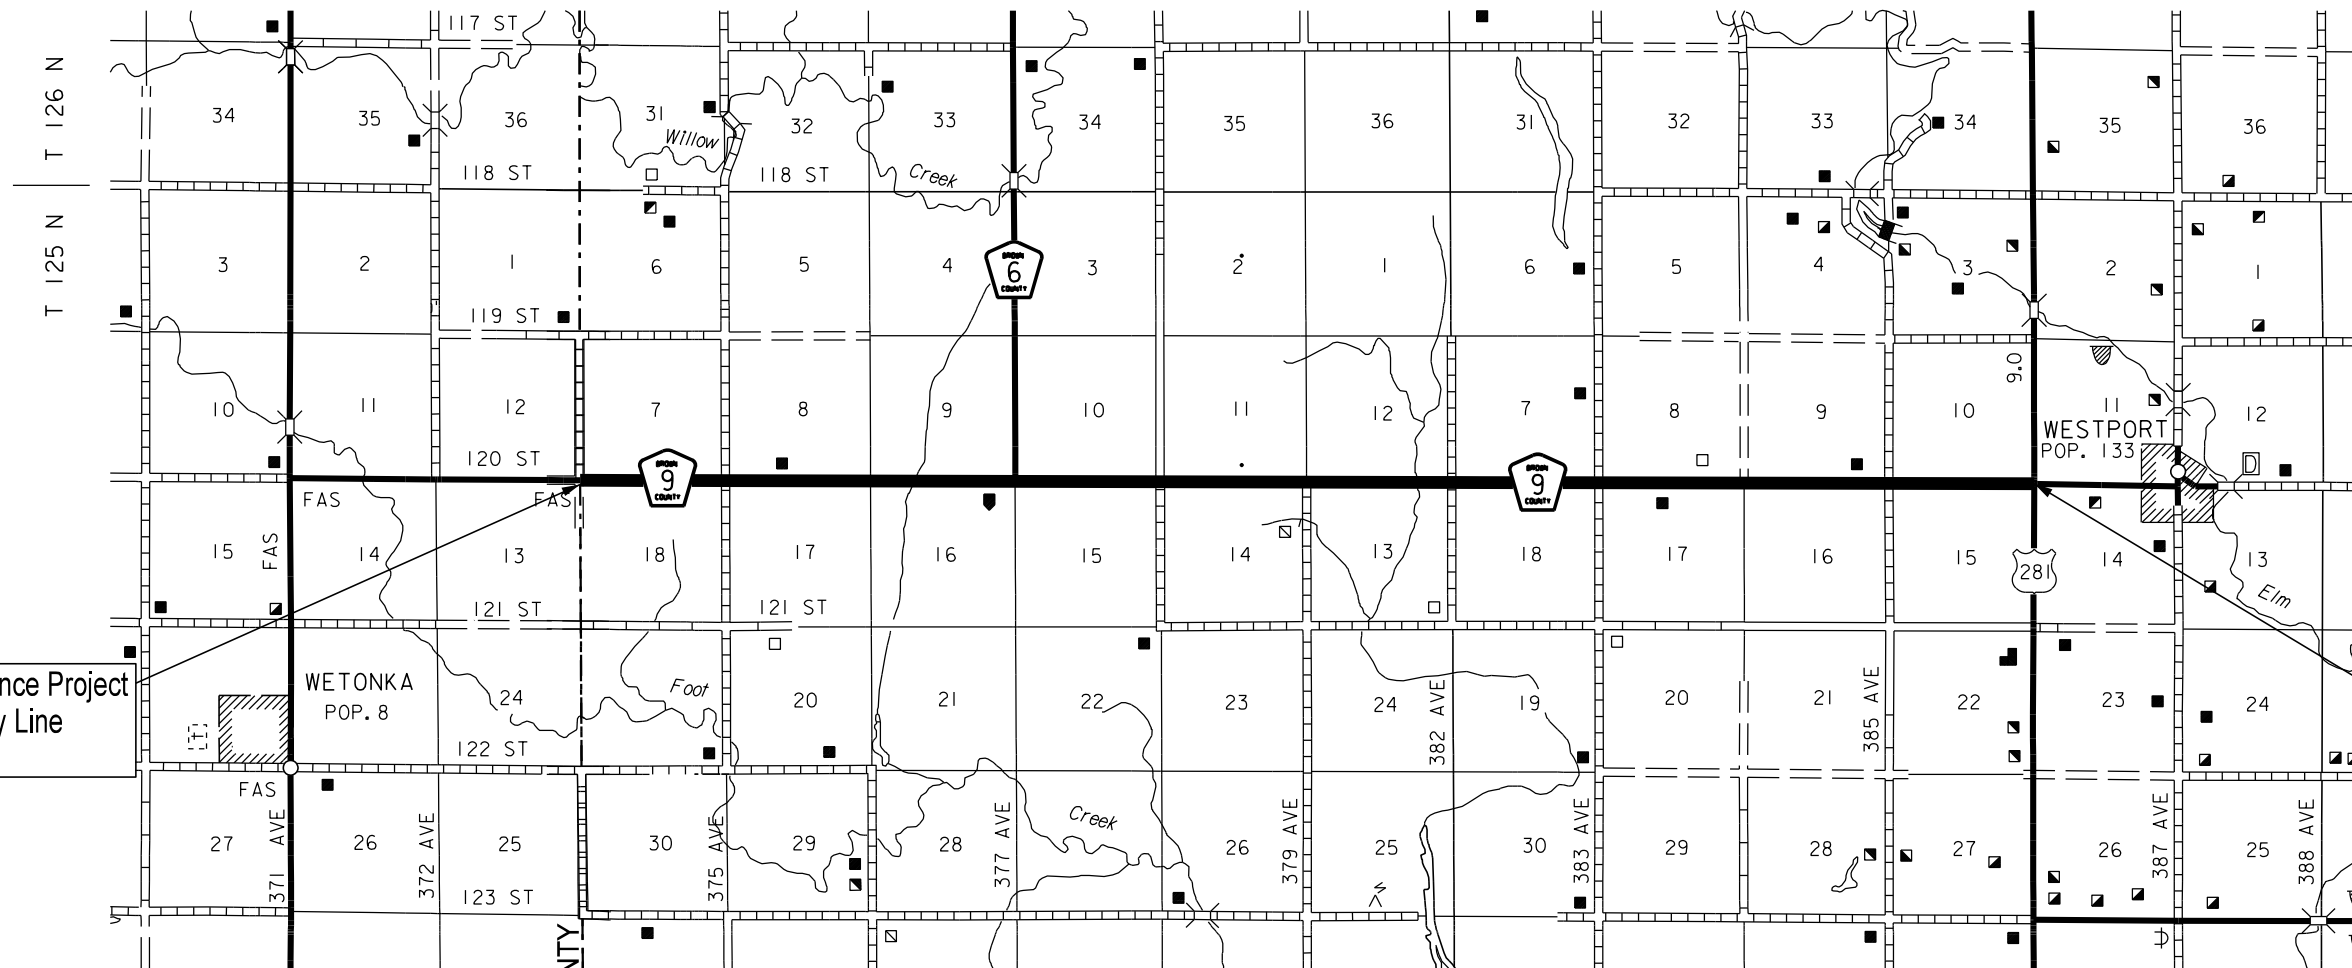 117 ST
T 126 N
34 35 36 31 32 33 34 35 36 31 32 33 34 35 36
Willow
118 ST 118 ST
Creek
T 125 N
3 2 1 6 5 4 3 2 1 6 5 4 3 2 1
BROWN
6
COUNTY
119 ST
9.0
10 11 12 7 8 9 10 11 12 7 8 9 10 11 12
WESTPORT
POP. 133
120 ST
BROWN
9
COUNTY
BROWN
9
COUNTY
D
FAS FAS
15 14 13 18 17 16 15 14 13 18 17 16 15 14 13
FAS
281
Elm
121 ST 121 ST
nce Project
y Line
WETONKA
POP. 8
24 20 21 22 23 24 19 20 21 22 23 24
Foot
382 AVE
385 AVE
122 ST
FAS
27 26 25 30 29 28 26 25 30 29 28 27 26 25
Creek
371 AVE
372 AVE
375 AVE
377 AVE
379 AVE
383 AVE
387 AVE
388 AVE
123 ST
NTY